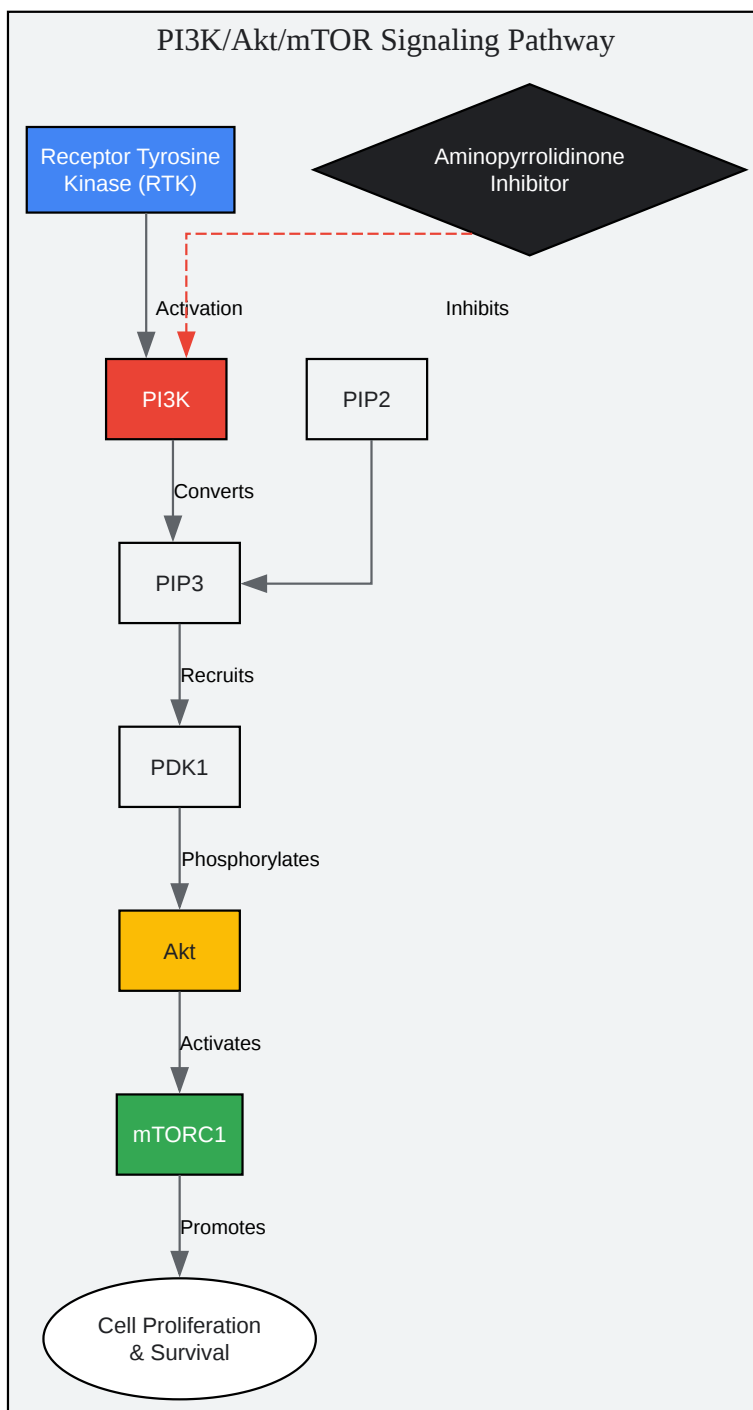 PI3K/Akt/mTOR Signaling Pathway
Receptor Tyrosine
Kinase (RTK)
Aminopyrrolidinone
Inhibitor
Activation
Inhibits
PI3K
PIP2
Converts
PIP3
Recruits
PDK1
Phosphorylates
Akt
Activates
mTORC1
Promotes
Cell Proliferation
& Survival